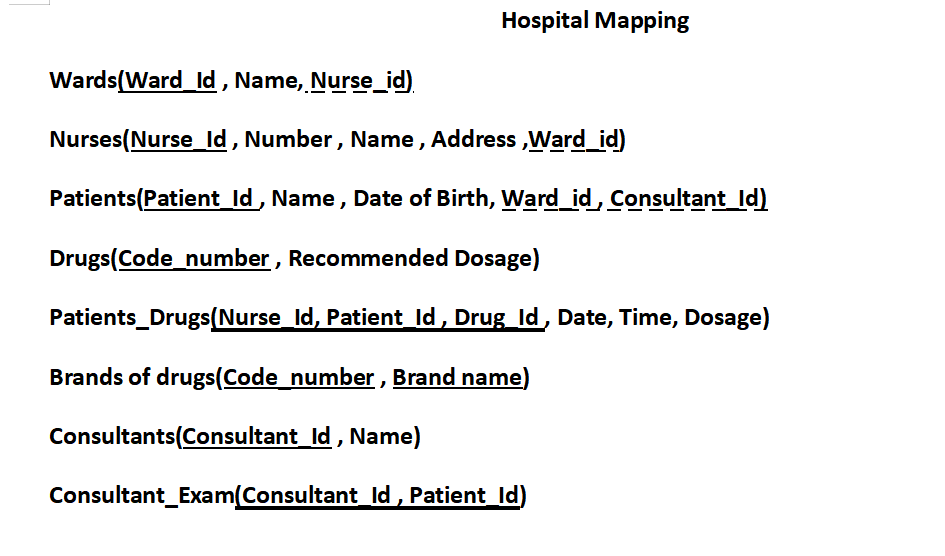 Hospital Mapping
Wards(Ward_Id , Name, Nurse_id)
Nurses(Nurse_Id , Number , Name , Address ,Ward_id)
Patients(Patient_Id , Name , Date of Birth, Ward_id , Consultant_Id)
Drugs(Code_number , Recommended Dosage)
Patients_Drugs(Nurse_Id, Patient_Id , Drug_Id , Date, Time, Dosage)
Brands of drugs(Code_number , Brand name)
Consultants(Consultant_Id , Name)
Consultant_Exam(Consultant_Id , Patient_Id)